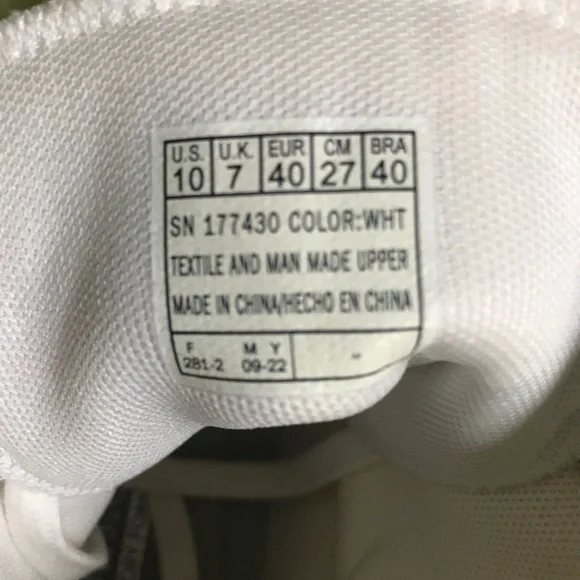 U.S. U.K. EUR CM BRA
10 7 40 27 40
SN 177430 COLOR:WHT
TEXTILE AND MAN MADE UPPER
MADE IN CHINA/HECHO EN CHINA
F M Y
281-2 09-22 -